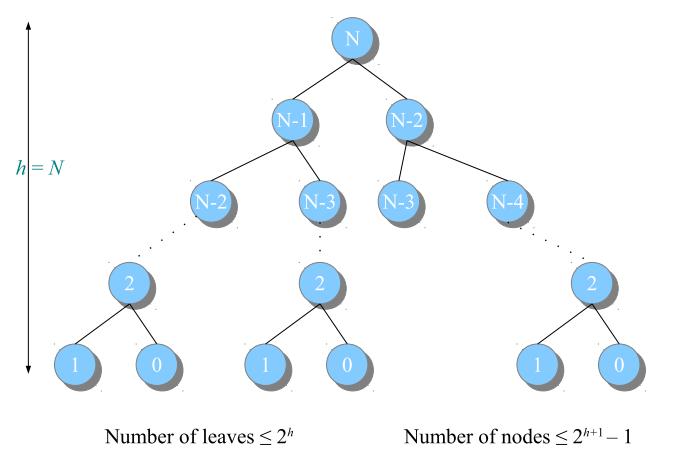 N
N-1 N-2
h = N
N-2 N-3 N-3 N-4
2 2 2
1 0 1 0 1 0
Number of leaves ≤ 2^h Number of nodes ≤ 2^{h+1} – 1